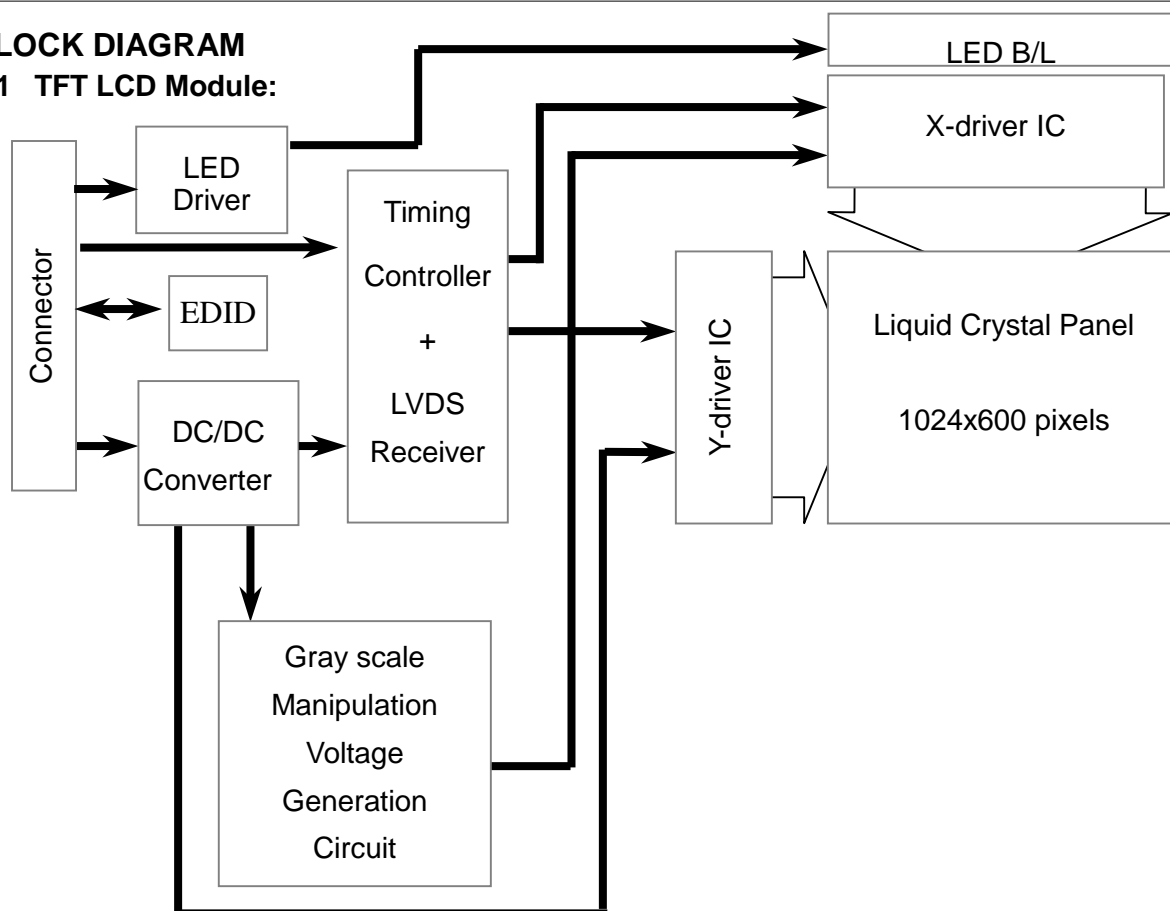 LOCK DIAGRAM
1 TFT LCD Module:
LED B/L
X-driver IC
LED
Driver
Timing
Controller
+
LVDS
Receiver
Connector
EDID
DC/DC
Converter
Y-driver IC
Liquid Crystal Panel
1024x600 pixels
Gray scale
Manipulation
Voltage
Generation
Circuit